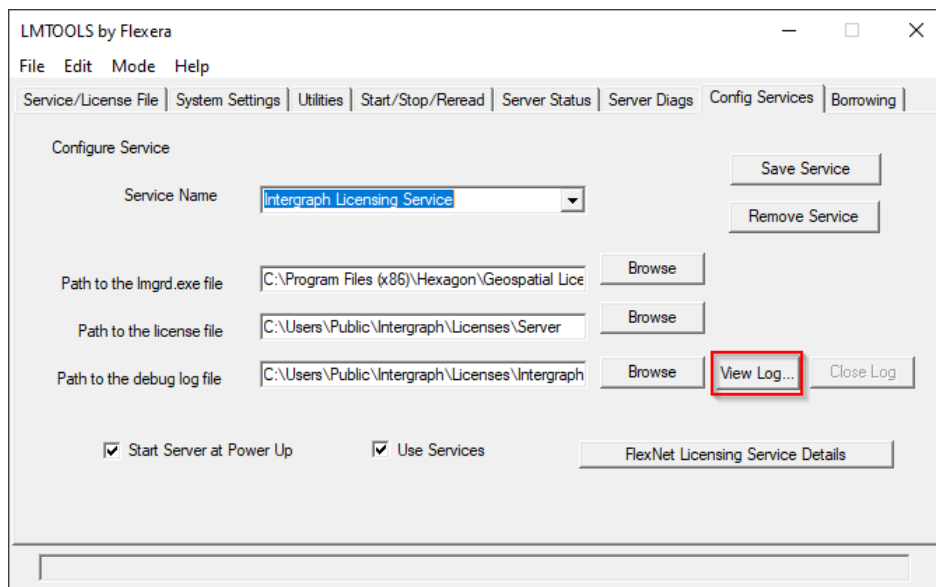 LMTOOLS by Flexera
File Edit Mode Help
Service/License File System Settings Utilities Start/Stop/Reread Server Status Server Diags Config Services Borrowing
Configure Service
Save Service
Service Name Intergraph Licensing Service
Remove Service
Path to the lmgrd.exe file C:\Program Files (x86)\Hexagon\Geospatial Lice Browse
Path to the license file C:\Users\Public\Intergraph\Licenses\Server Browse
Path to the debug log file C:\Users\Public\Intergraph\Licenses\Intergraph Browse View Log... Close Log
Start Server at Power Up Use Services FlexNet Licensing Service Details